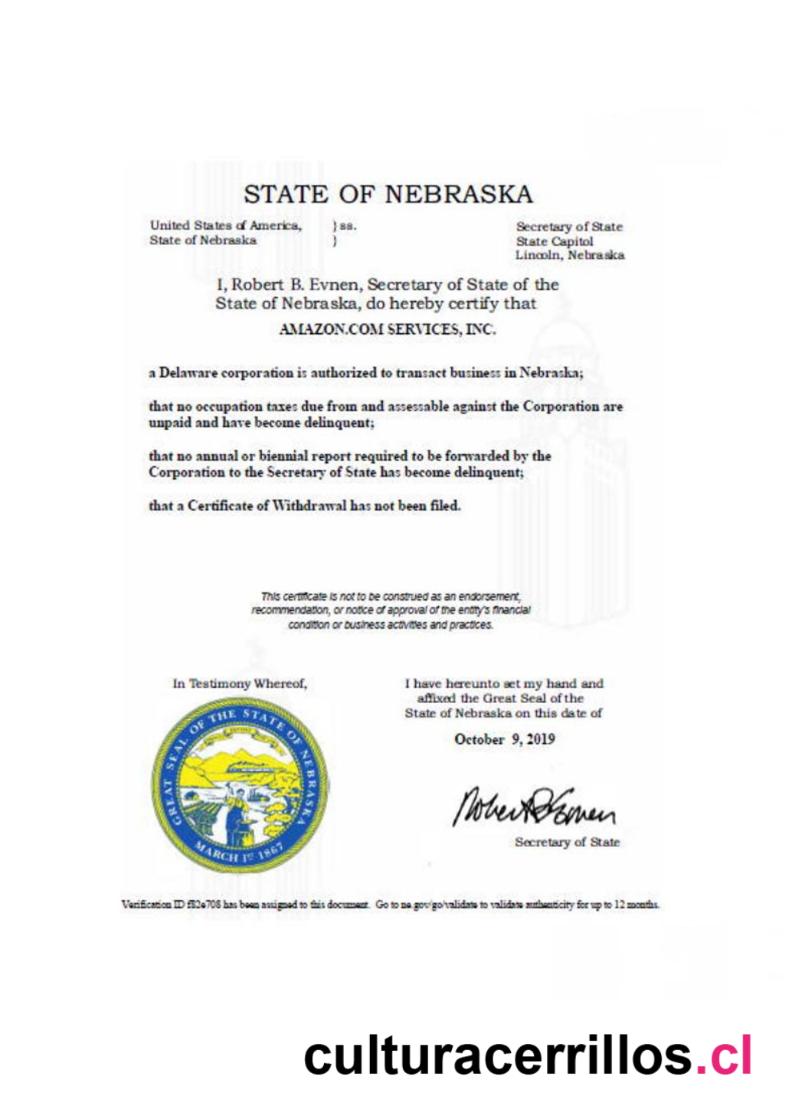 STATE OF NEBRASKA
United States of America, } ss. Secretary of State
State of Nebraska } State Capitol
Lincoln, Nebraska
I, Robert B. Evnen, Secretary of State of the
State of Nebraska, do hereby certify that
AMAZON.COM SERVICES, INC.
a Delaware corporation is authorized to transact business in Nebraska;
that no occupation taxes due from and assessable against the Corporation are
unpaid and have become delinquent;
that no annual or biennial report required to be forwarded by the
Corporation to the Secretary of State has become delinquent;
that a Certificate of Withdrawal has not been filed.
This certificate is not to be construed as an endorsement,
recommendation, or notice of approval of the entity's financial
condition or business activities and practices.
In Testimony Whereof,
GREAT SEAL OF THE STATE OF NEBRASKA
MARCH 1ST 1867
I have hereunto set my hand and
affixed the Great Seal of the
State of Nebraska on this date of
October 9, 2019
Robert B Evnen
Secretary of State
Verification ID f82e708 has been assigned to this document. Go to ne.gov/go/validate to validate authenticity for up to 12 months.
culturacerrillos.cl